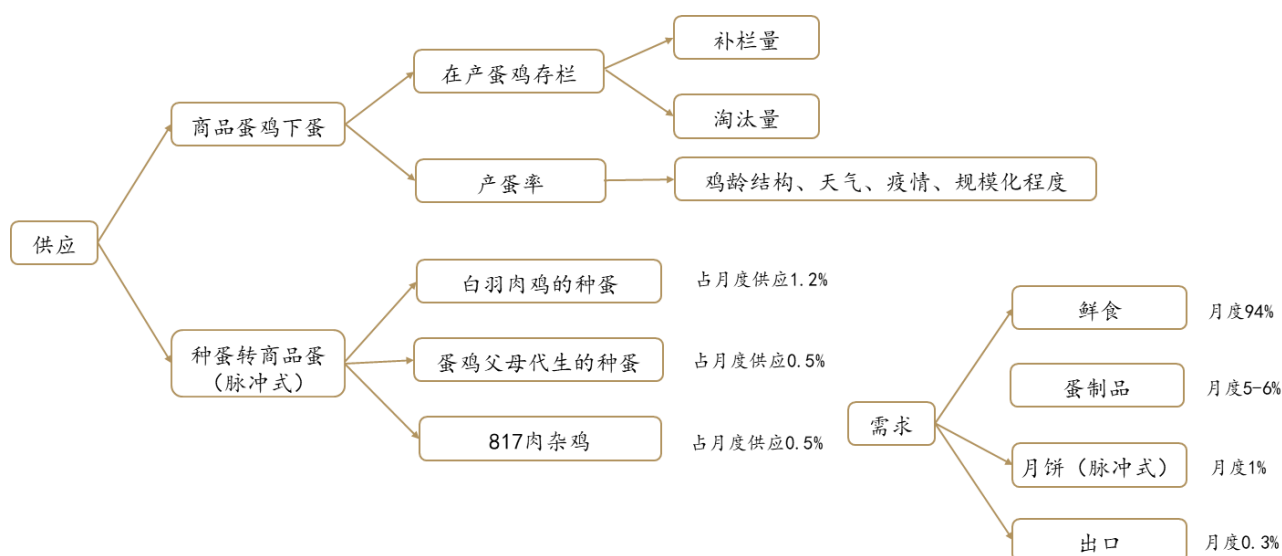 补栏量
在产蛋鸡存栏
商品蛋鸡下蛋
淘汰量
产蛋率
鸡龄结构、天气、疫情、规模化程度
供应
白羽肉鸡的种蛋
占月度供应1.2%
种蛋转商品蛋
（脉冲式）
蛋鸡父母代生的种蛋
占月度供应0.5%
817肉杂鸡
占月度供应0.5%
需求
鲜食
月度94%
蛋制品
月度5-6%
月饼（脉冲式）
月度1%
出口
月度0.3%